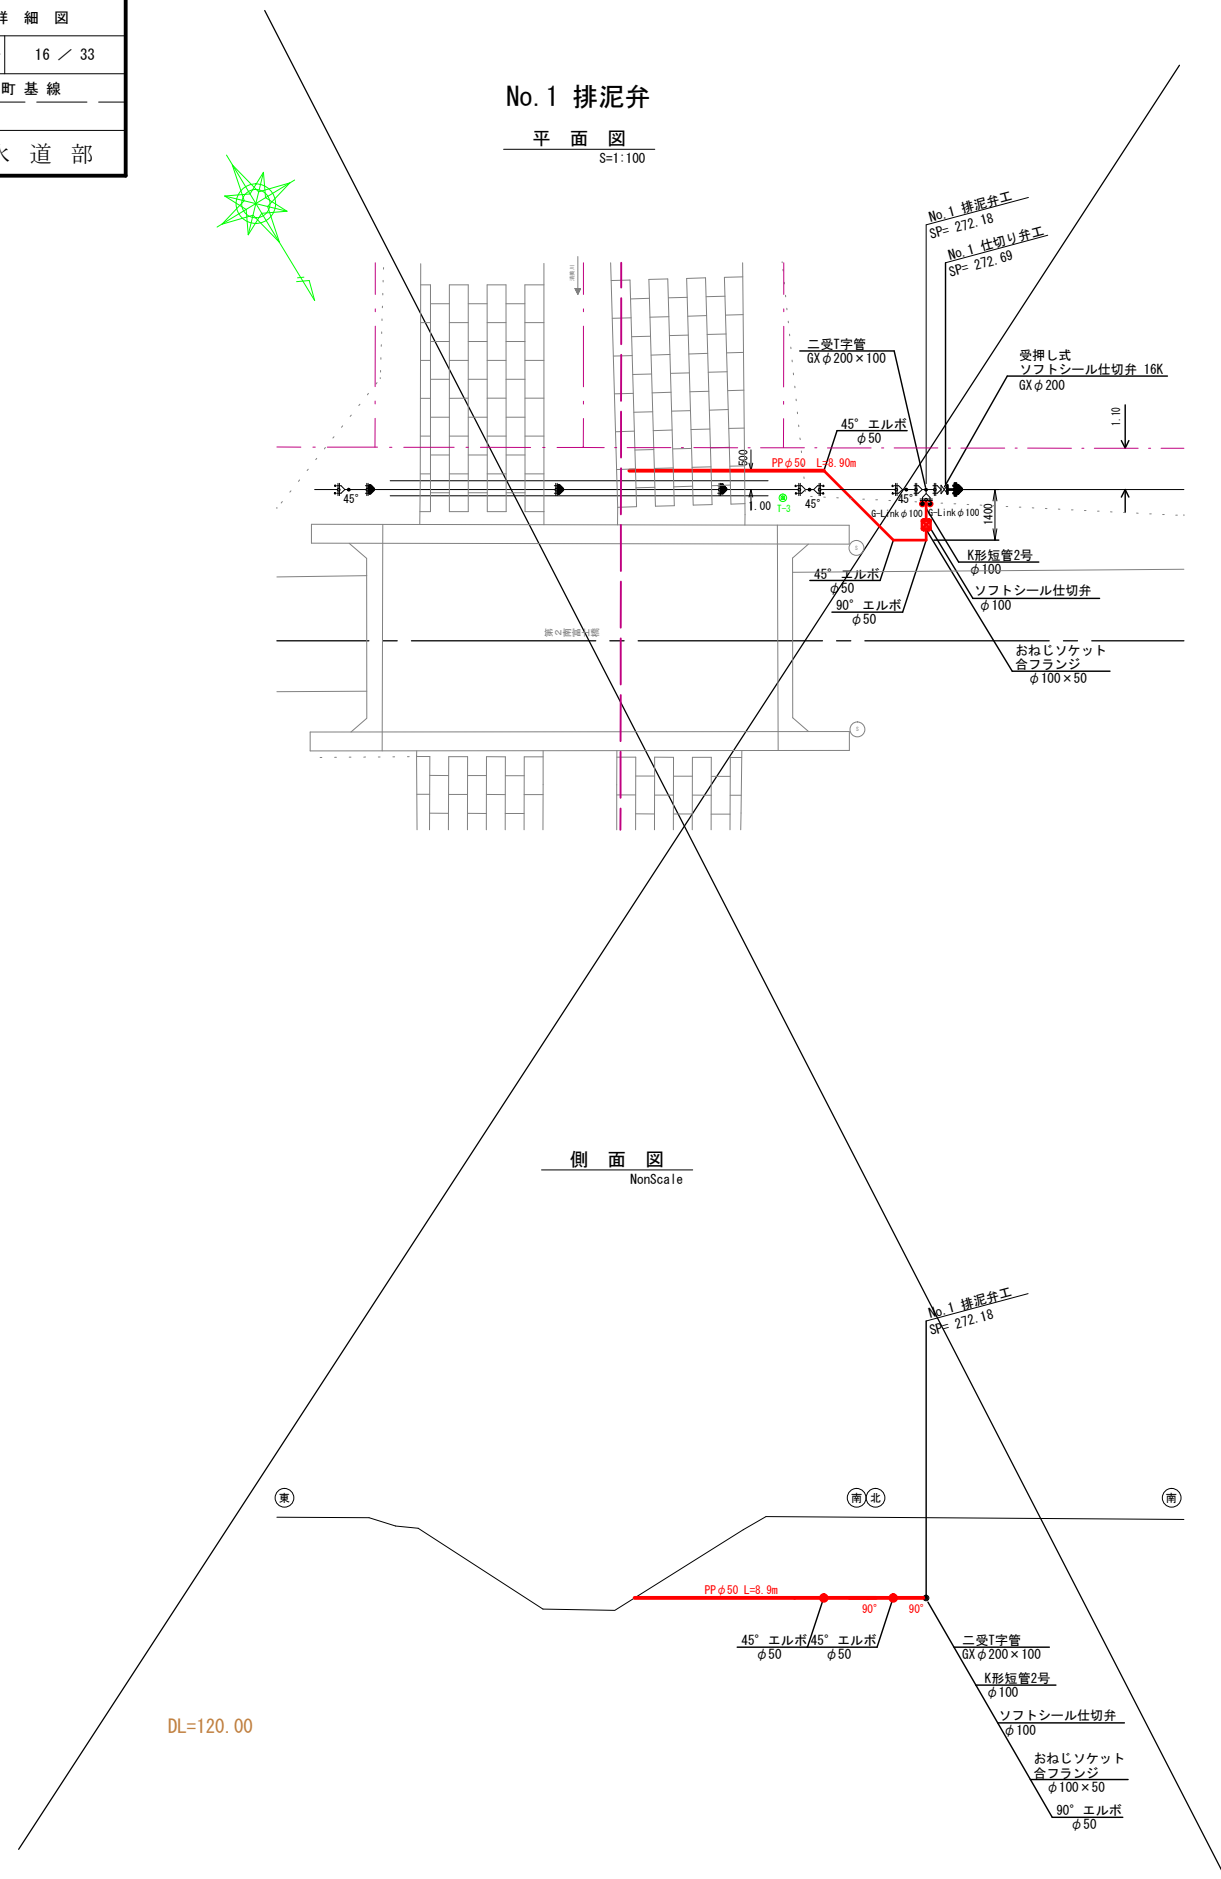 詳 細 図
16 ／ 33
町 基 線
水 道 部
No.1 排泥弁
平 面 図
S=1:100
No.1 排泥弁工
SP= 272.18
No.1 仕切り弁工
SP= 272.69
二受T字管
GXφ200×100
受押し式
ソフトシール仕切弁 16K
GXφ200
1.10
45° エルボ
φ50
500
PPφ50 L=8.90m
45°
1.00
T-3
45°
45°
G-Linkφ100
G-Linkφ100
1400
K形短管2号
φ100
45° エルボ
φ50
ソフトシール仕切弁
φ100
90° エルボ
φ50
おねじソケット
合フランジ
φ100×50
S
S
側 面 図
NonScale
No.1 排泥弁工
SP= 272.18
東
南
北
南
PPφ50 L=8.9m
90°
90°
45° エルボ
φ50
45° エルボ
φ50
二受T字管
GXφ200×100
K形短管2号
φ100
ソフトシール仕切弁
φ100
おねじソケット
合フランジ
φ100×50
90° エルボ
φ50
DL=120.00